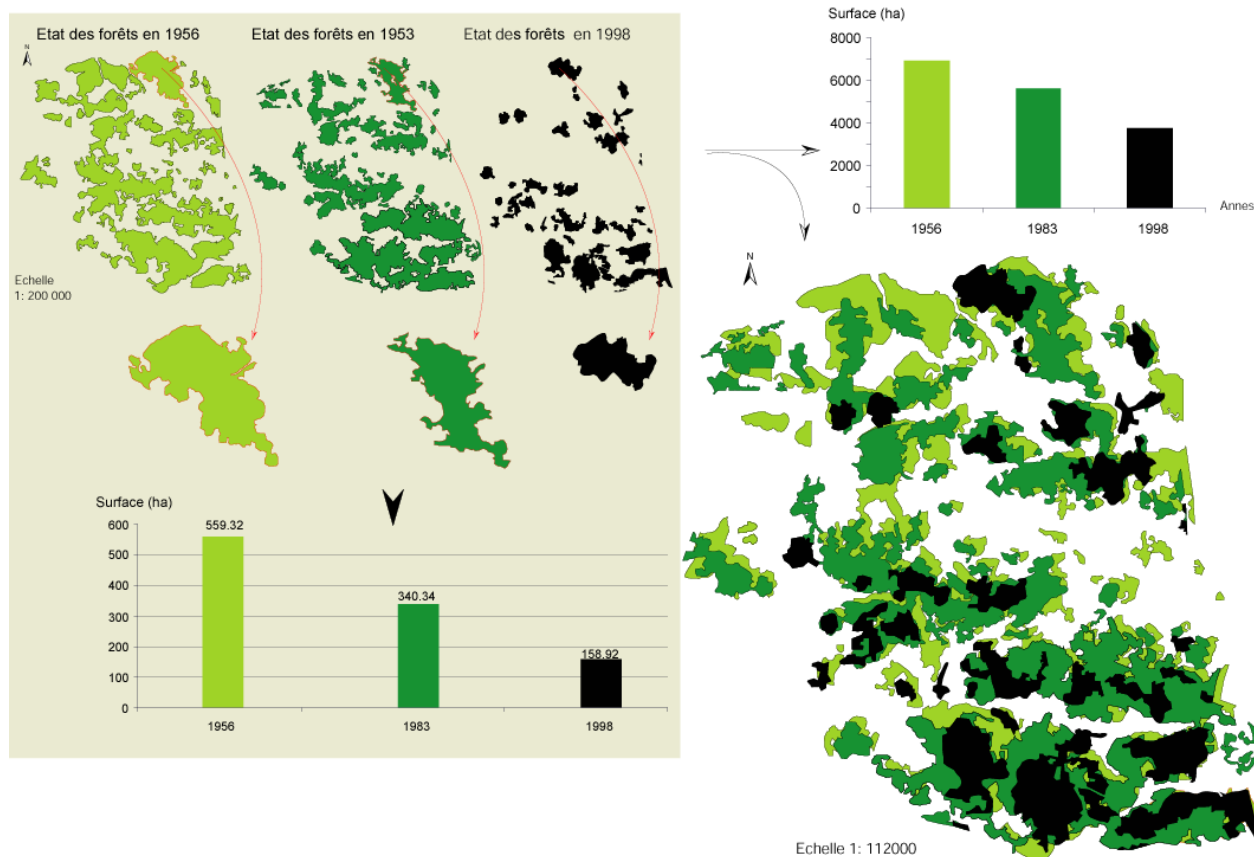 Etat des forêts en 1956
Etat des forêts en 1953
Etat des forêts en 1998
N
Echelle
1: 200 000
Surface (ha)
600
500
400
300
200
100
0
559.32
340.34
158.92
1956
1983
1998
Surface (ha)
8000
6000
4000
2000
0
1956
1983
1998
Annes
N
Echelle 1: 112000